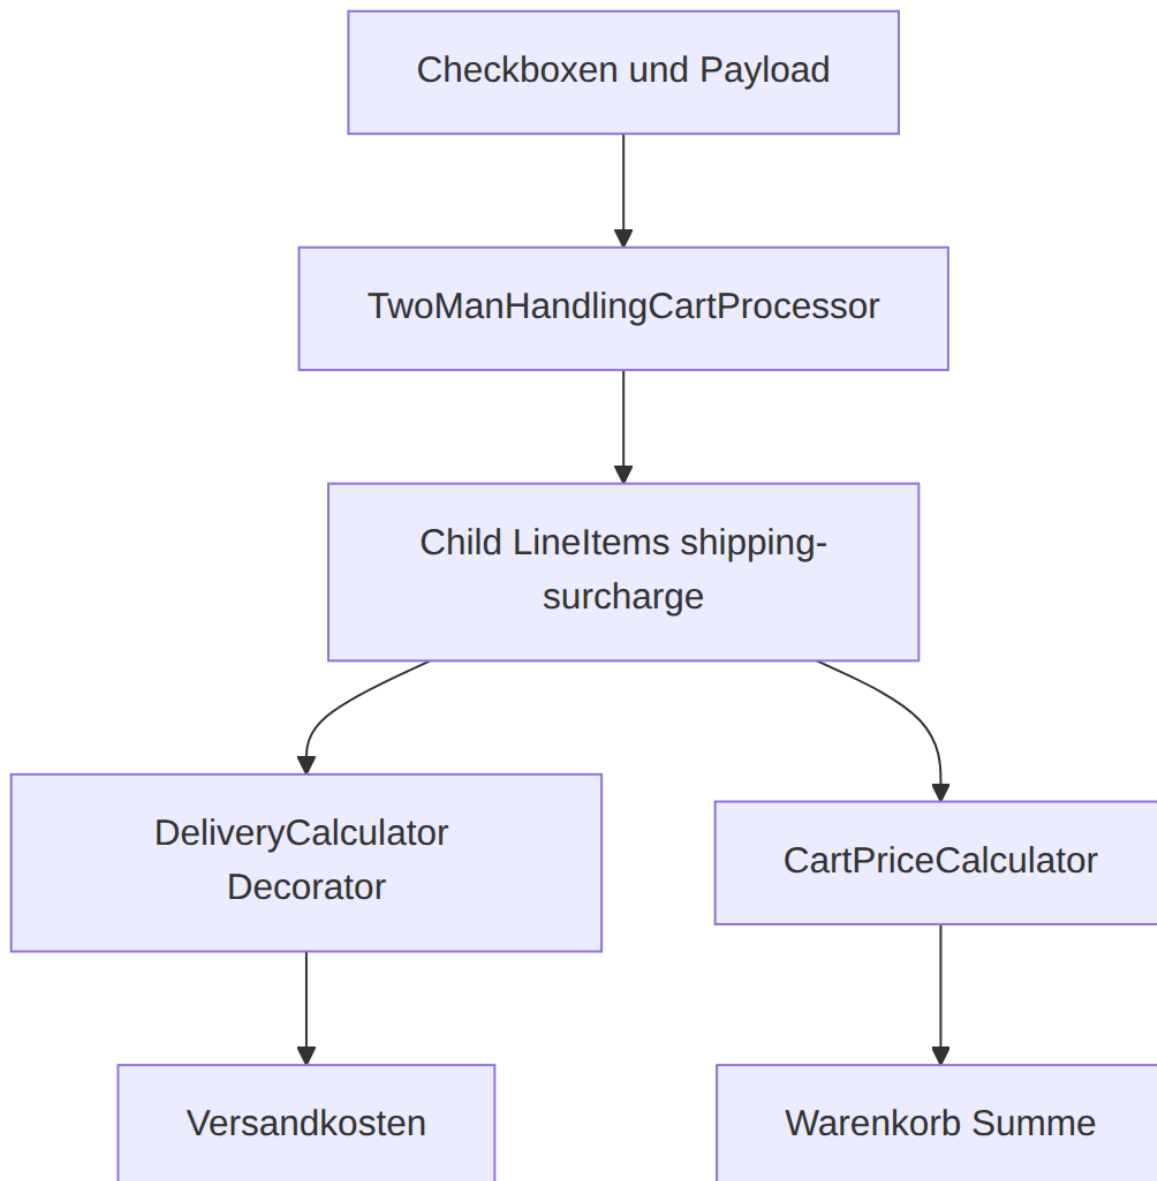 Checkboxen und Payload
TwoManHandlingCartProcessor
Child LineItems shipping-
surcharge
DeliveryCalculator
Decorator
CartPriceCalculator
Versandkosten
Warenkorb Summe